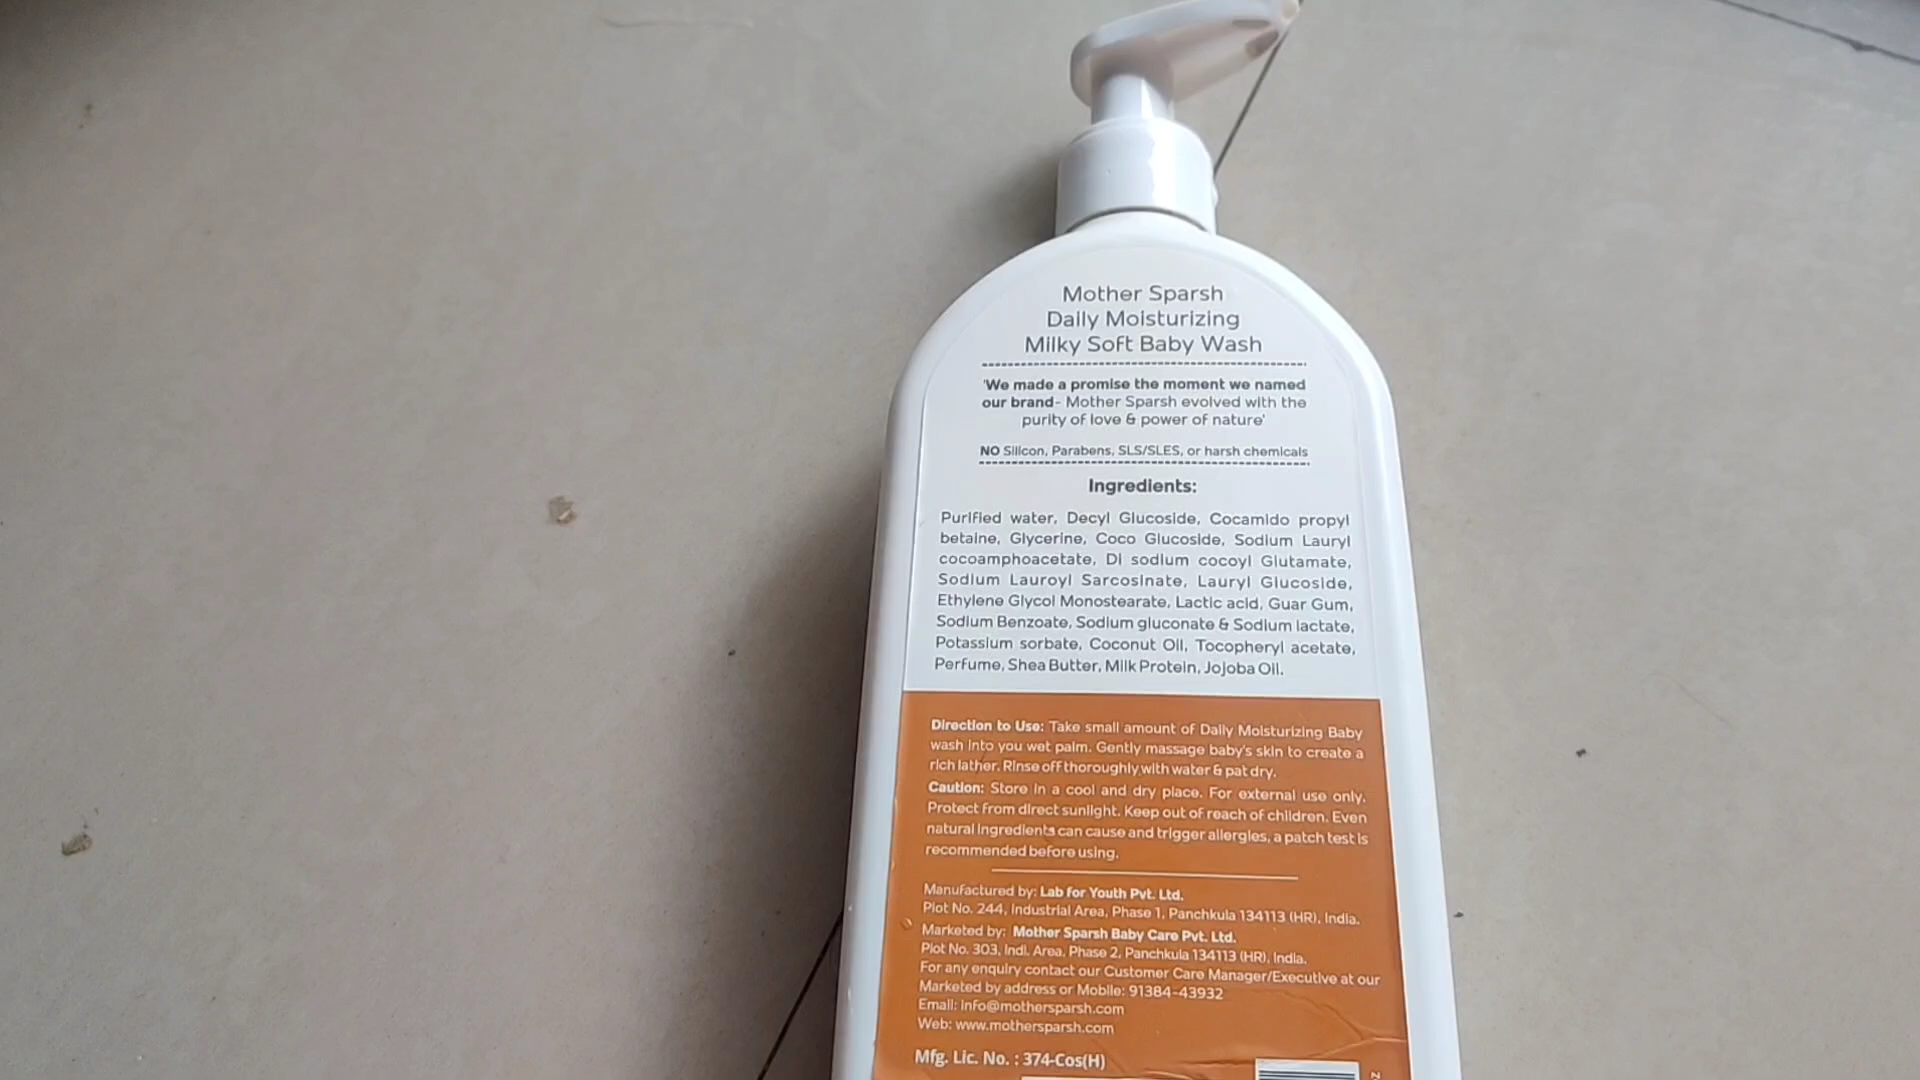 Mother Sparsh
Daily Moisturizing
Milky Soft Baby Wash
'We made a promise the moment we named
our brand- Mother Sparsh evolved with the
purity of love & power of nature'
NO Silicon, Parabens, SLS/SLES, or harsh chemicals
Ingredients:
Purified water, Decyl Glucoside, Cocamido propyl
betaine, Glycerine, Coco Glucoside, Sodium Lauryl
cocoamphoacetate, Di sodium cocoyl Glutamate,
Sodium Lauroyl Sarcosinate, Lauryl Glucoside,
Ethylene Glycol Monostearate, Lactic acid, Guar Gum,
Sodium Benzoate, Sodium gluconate & Sodium lactate,
Potassium sorbate, Coconut Oil, Tocopheryl acetate,
Perfume, Shea Butter, Milk Protein, Jojoba Oil.
Direction to Use: Take small amount of Daily Moisturizing Baby
wash into you wet palm. Gently massage baby's skin to create a
rich lather. Rinse off thoroughly with water & pat dry.
Caution: Store in a cool and dry place. For external use only.
Protect from direct sunlight. Keep out of reach of children. Even
natural ingredients can cause and trigger allergies, a patch test is
recommended before using.
Manufactured by: Lab for Youth Pvt. Ltd.
Plot No. 244, Industrial Area, Phase 1, Panchkula 134113 (HR), India.
Marketed by: Mother Sparsh Baby Care Pvt. Ltd.
Plot No. 303, Indl. Area, Phase 2, Panchkula 134113 (HR), India.
For any enquiry contact our Customer Care Manager/Executive at our
Marketed by address or Mobile: 91384-43932
Email: info@mothersparsh.com
Web: www.mothersparsh.com
Mfg. Lic. No. : 374-Cos(H)